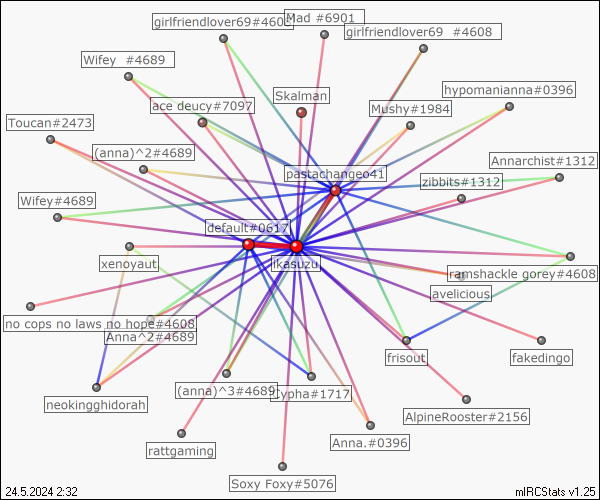 girlfriendlover69#4608
Mad #6901
girlfriendlover69  #4608
Wifey  #4689
hypomanianna#0396
Skalman
ace deucy#7097
Mushy#1984
Toucan#2473
(anna)^2#4689
Annarchist#1312
pastachangeo41
zibbits#1312
Wifey#4689
default#0617
xenoyaut
ikasuzu
ramshackle gorey#4608
avelicious
no cops no laws no hope#4608
Anna^2#4689
frisout
fakedingo
(anna)^3#4689
Cypha#1717
neokingghidorah
AlpineRooster#2156
Anna.#0396
rattgaming
Soxy Foxy#5076
24.5.2024 2:32
mIRCStats v1.25